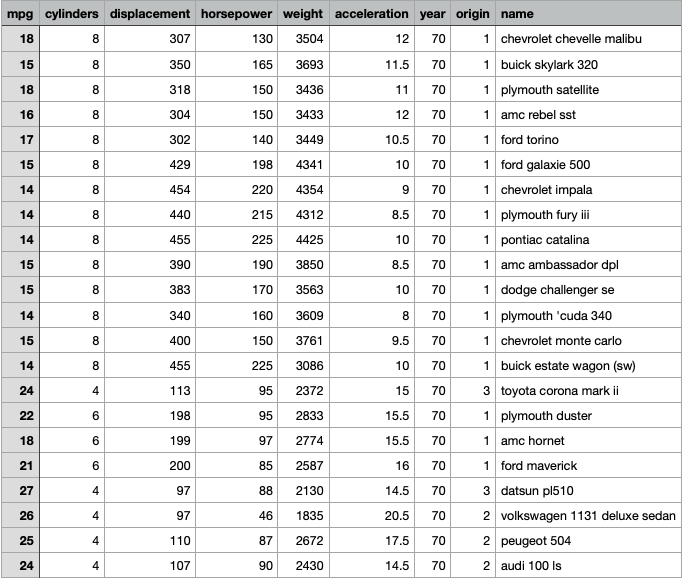 mpg cylinders displacement horsepower weight acceleration year origin name
18 8 307 130 3504 12 70 1 chevrolet chevelle malibu
15 8 350 165 3693 11.5 70 1 buick skylark 320
18 8 318 150 3436 11 70 1 plymouth satellite
16 8 304 150 3433 12 70 1 amc rebel sst
17 8 302 140 3449 10.5 70 1 ford torino
15 8 429 198 4341 10 70 1 ford galaxie 500
14 8 454 220 4354 9 70 1 chevrolet impala
14 8 440 215 4312 8.5 70 1 plymouth fury iii
14 8 455 225 4425 10 70 1 pontiac catalina
15 8 390 190 3850 8.5 70 1 amc ambassador dpl
15 8 383 170 3563 10 70 1 dodge challenger se
14 8 340 160 3609 8 70 1 plymouth 'cuda 340
15 8 400 150 3761 9.5 70 1 chevrolet monte carlo
14 8 455 225 3086 10 70 1 buick estate wagon (sw)
24 4 113 95 2372 15 70 3 toyota corona mark ii
22 6 198 95 2833 15.5 70 1 plymouth duster
18 6 199 97 2774 15.5 70 1 amc hornet
21 6 200 85 2587 16 70 1 ford maverick
27 4 97 88 2130 14.5 70 3 datsun pl510
26 4 97 46 1835 20.5 70 2 volkswagen 1131 deluxe sedan
25 4 110 87 2672 17.5 70 2 peugeot 504
24 4 107 90 2430 14.5 70 2 audi 100 ls